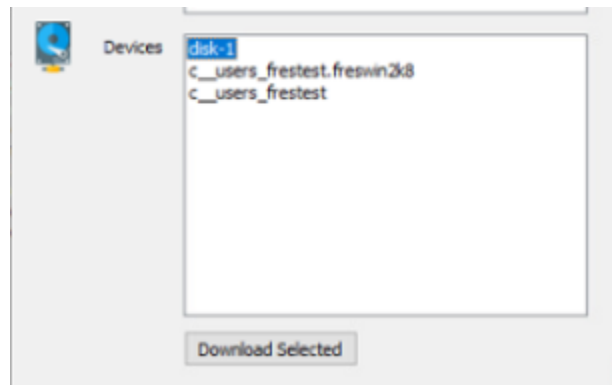 Devices
disk-1
c__users_frestest.freswin2k8
c__users_frestest
Download Selected